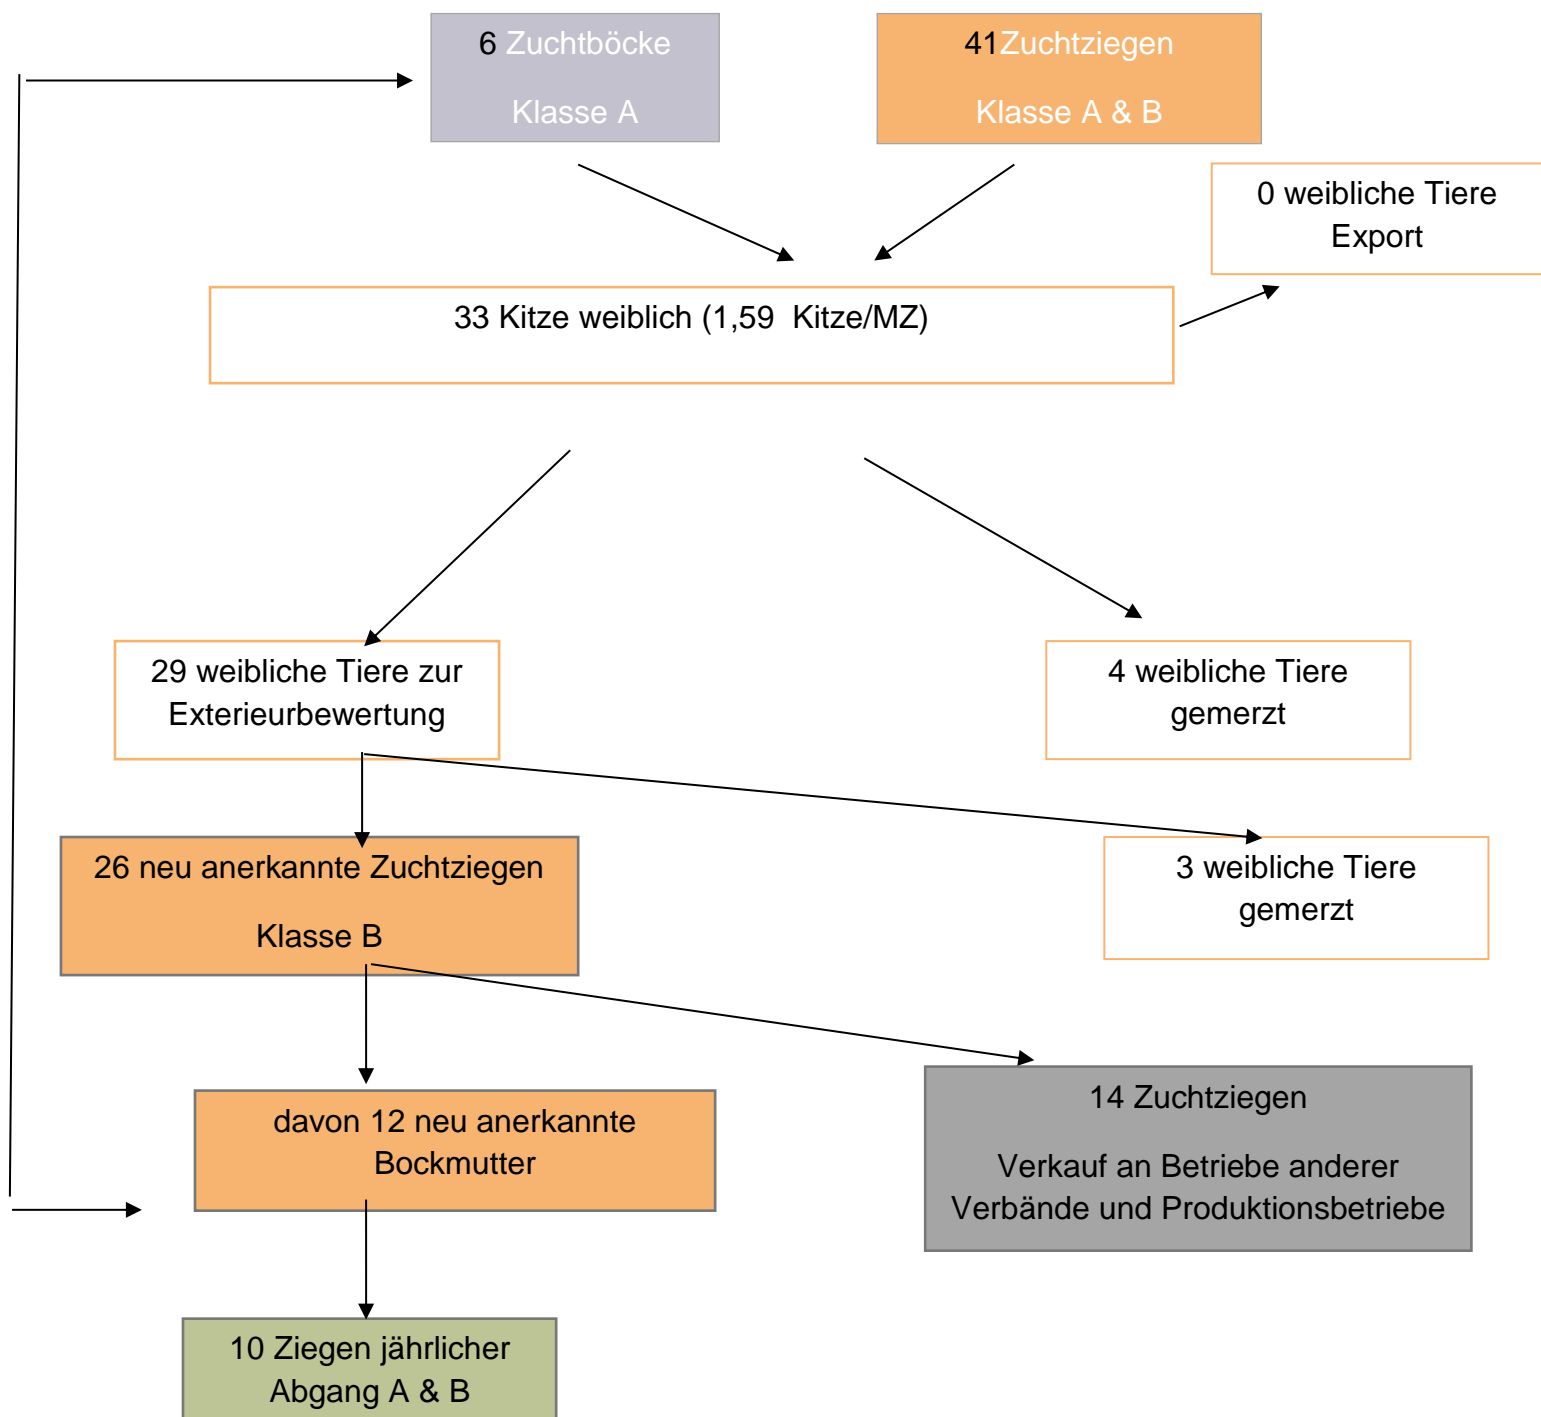 6 Zuchtböcke
Klasse A
41Zuchtziegen
Klasse A & B
0 weibliche Tiere
Export
33 Kitze weiblich (1,59  Kitze/MZ)
29 weibliche Tiere zur
Exterieurbewertung
4 weibliche Tiere
gemerzt
26 neu anerkannte Zuchtziegen
Klasse B
3 weibliche Tiere
gemerzt
davon 12 neu anerkannte
Bockmutter
14 Zuchtziegen
Verkauf an Betriebe anderer
Verbände und Produktionsbetriebe
10 Ziegen jährlicher
Abgang A & B